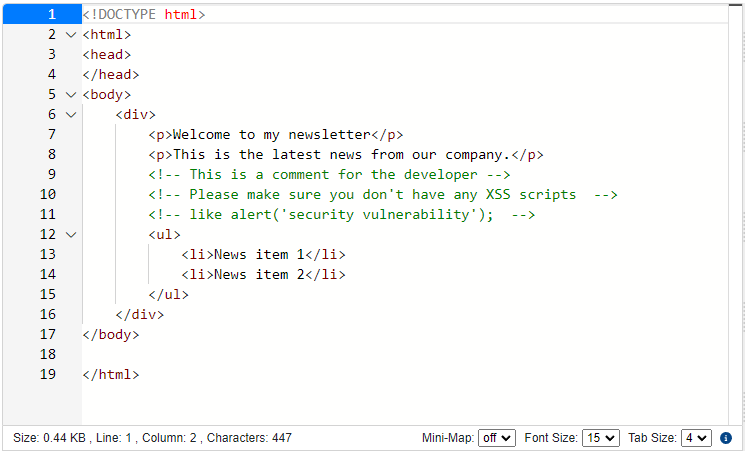 1 <!DOCTYPE html>
2 <html>
3 <head>
4 </head>
5 <body>
6     <div>
7         <p>Welcome to my newsletter</p>
8         <p>This is the latest news from our company.</p>
9         <!-- This is a comment for the developer -->
10         <!-- Please make sure you don't have any XSS scripts  -->
11         <!-- like alert('security vulnerability');  -->
12         <ul>
13             <li>News item 1</li>
14             <li>News item 2</li>
15         </ul>
16     </div>
17 </body>
18
19 </html>
Size: 0.44 KB , Line: 1 , Column: 2 , Characters: 447 Mini-Map: off Font Size: 15 Tab Size: 4 i